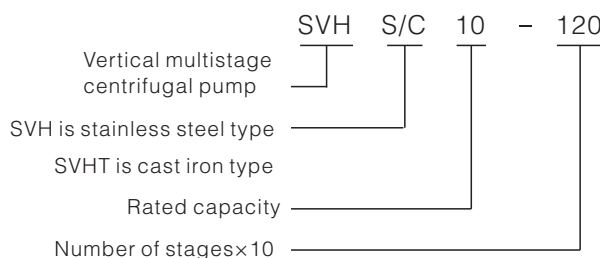 SVH S/C 10 - 120
Vertical multistage
centrifugal pump
SVH is stainless steel type
SVHT is cast iron type
Rated capacity
Number of stages×10